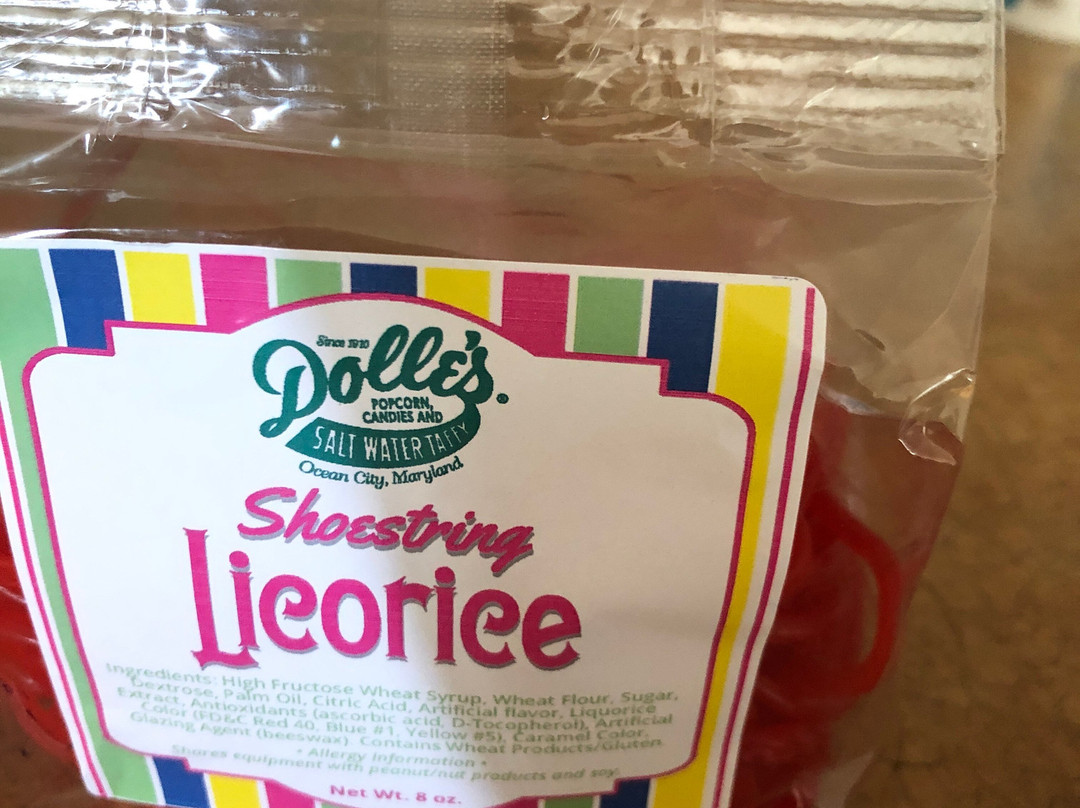 Since 1910
Dolle's
POPCORN,
CANDIES AND
SALT WATER TAFFY
Ocean City, Maryland
Shoestring
Licorice
Ingredients: High Fructose Wheat Syrup, Wheat Flour, Sugar,
Dextrose, Palm Oil, Citric Acid, Artificial flavor, Liquorice
Extract, Antioxidants (ascorbic acid, D-Tocopherol), Artificial
Color (FD&C Red 40, Blue #1, Yellow #5), Caramel Color,
Glazing Agent (beeswax) Contains Wheat Products/Gluten
• Allergy Information •
Shares equipment with peanut/nut products and soy.
Net Wt. 8 oz.